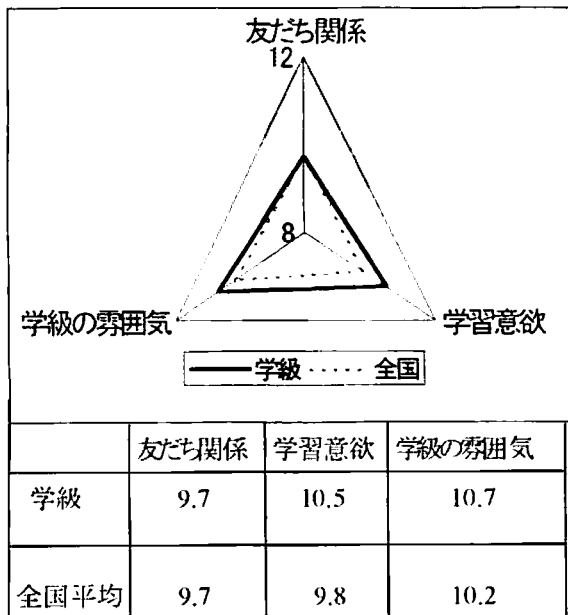 友だち関係
12
8
学級の雰囲気 学習意欲
学級 全国
友だち関係 学習意欲 学級の雰囲気
学級 9.7 10.5 10.7
全国平均 9.7 9.8 10.2